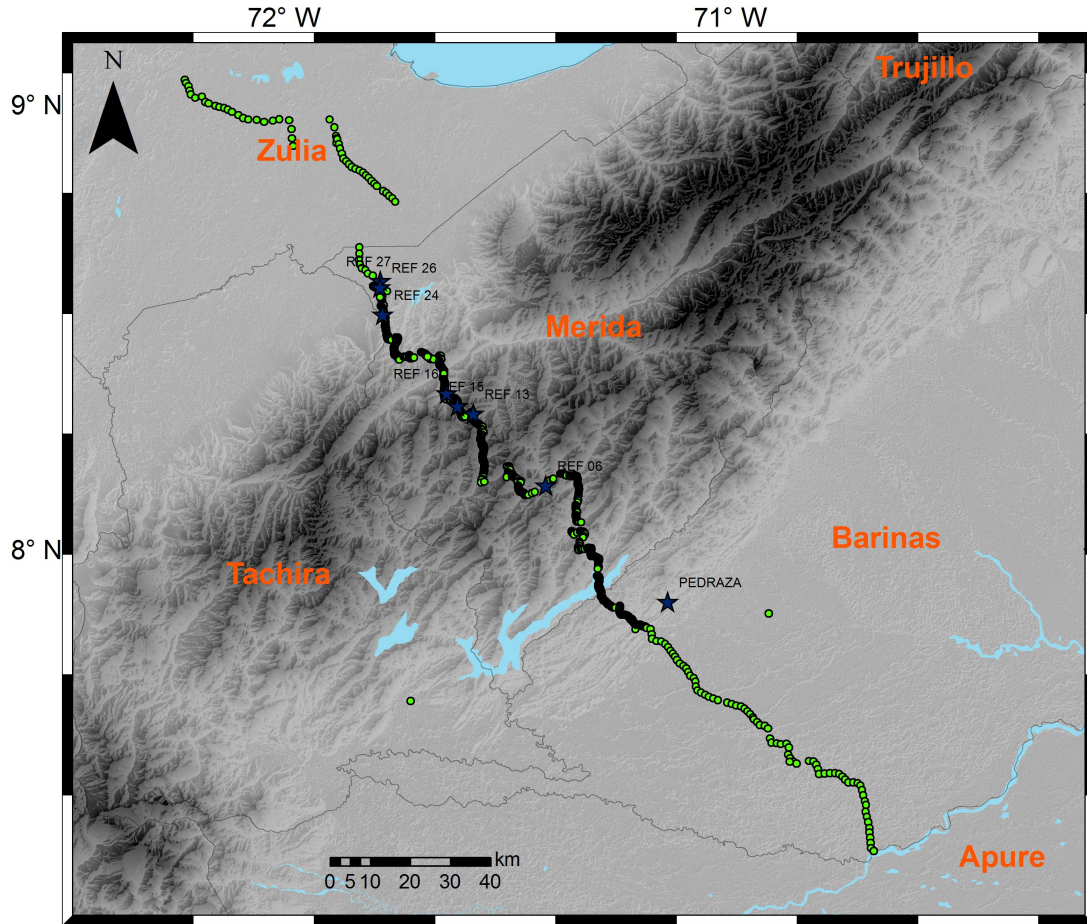 72° W 71° W
N
9° N
Trujillo
Zulia
REF 27
REF 26
REF 24
Merida
REF 16
EF 15
REF 13
REF 06
8° N
Barinas
Tachira
PEDRAZA
Apure
km
0 5 10 20 30 40